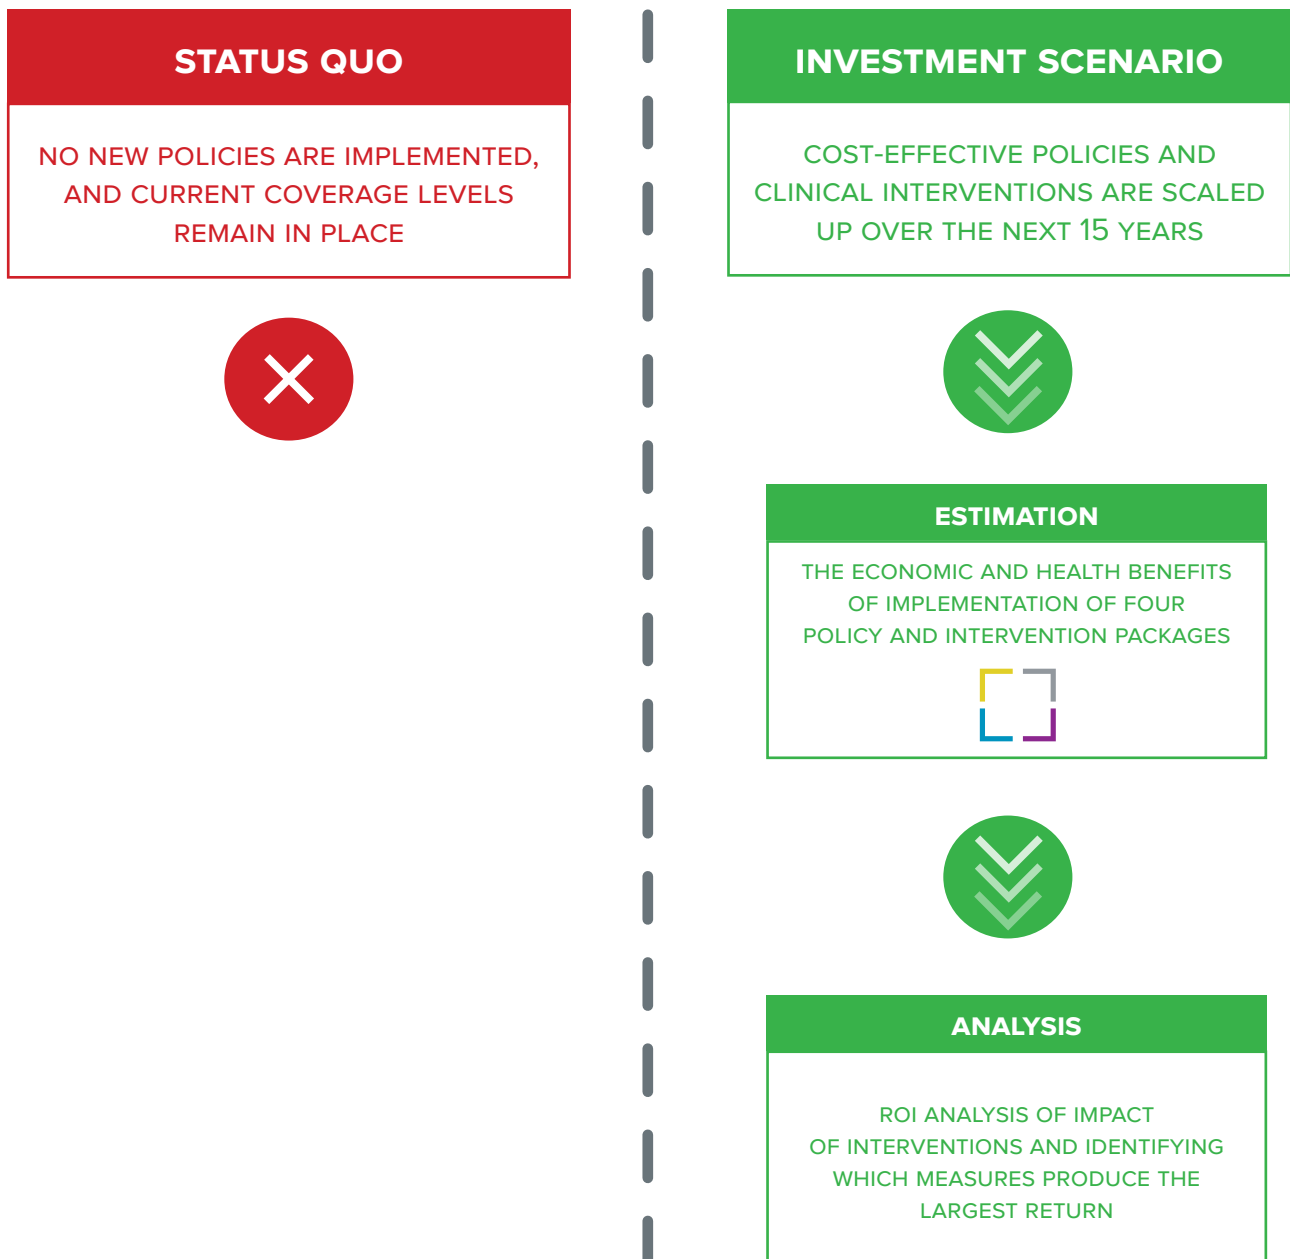 STATUS QUO
NO NEW POLICIES ARE IMPLEMENTED,
AND CURRENT COVERAGE LEVELS
REMAIN IN PLACE
INVESTMENT SCENARIO
COST-EFFECTIVE POLICIES AND
CLINICAL INTERVENTIONS ARE SCALED
UP OVER THE NEXT 15 YEARS
ESTIMATION
THE ECONOMIC AND HEALTH BENEFITS
OF IMPLEMENTATION OF FOUR
POLICY AND INTERVENTION PACKAGES
ANALYSIS
ROI ANALYSIS OF IMPACT
OF INTERVENTIONS AND IDENTIFYING
WHICH MEASURES PRODUCE THE
LARGEST RETURN